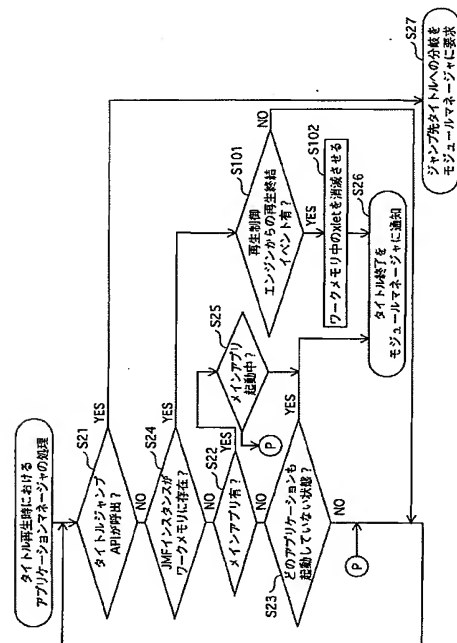 タイトル再生時における
アプリケーションマネージャの処理
S21
タイトルジャンプ
APIが呼出？
YES
NO
S24
JMFインスタンスが
ワークメモリに存在？
YES
NO
S22
メインアプリ有？
YES
NO
S25
メインアプリ
起動中？
P
S23
どのアプリケーションも
起動していない状態？
YES
NO
P
S101
再生制御
エンジンからの再生終結
イベント有？
NO
YES
S102
ワークメモリ中のxletを消滅させる
S26
タイトル終了を
モジュールマネージャに通知
S27
ジャンプ先タイトルへの分岐を
モジュールマネージャに要求